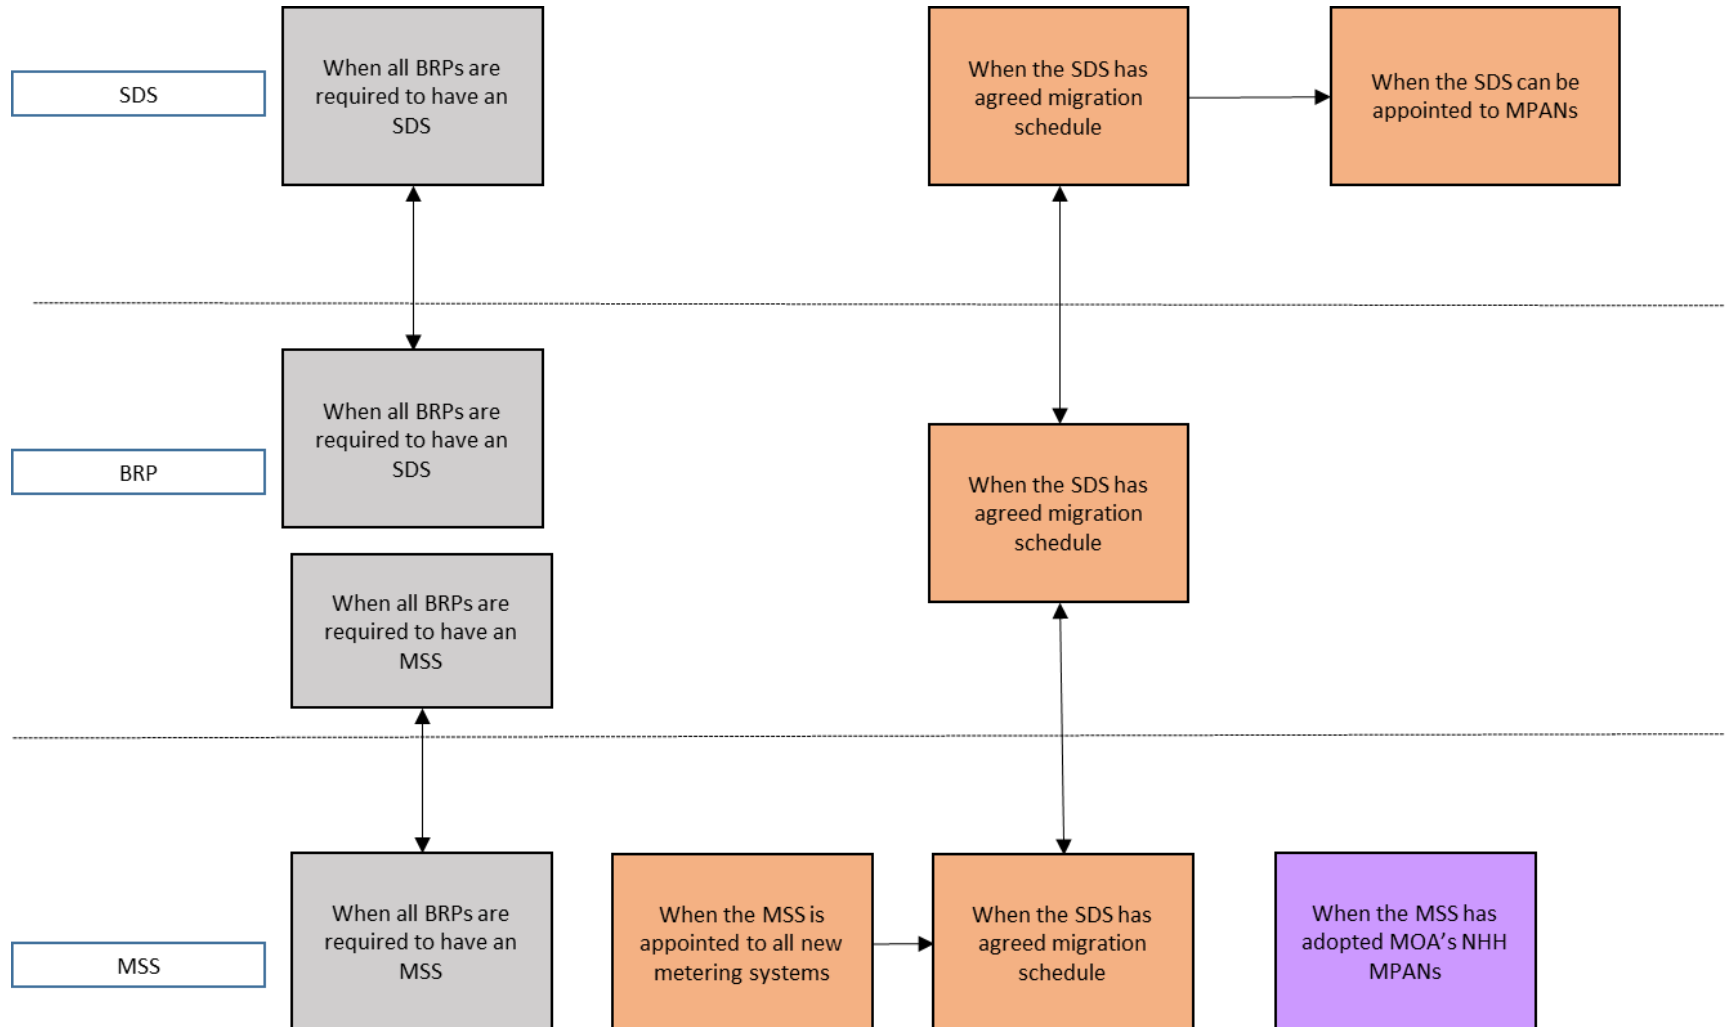 SDS
When all BRPs are
required to have an
SDS
When the SDS has
agreed migration
schedule
When the SDS can be
appointed to MPANs
BRP
When all BRPs are
required to have an
SDS
When the SDS has
agreed migration
schedule
When all BRPs are
required to have an
MSS
MSS
When all BRPs are
required to have an
MSS
When the MSS is
appointed to all new
metering systems
When the SDS has
agreed migration
schedule
When the MSS has
adopted MOA's NHH
MPANs